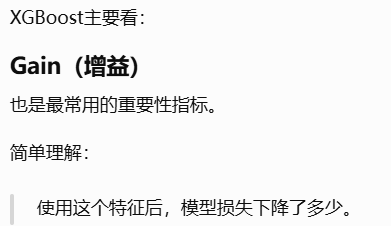 XGBoost主要看：
Gain（增益）
也是最常用的重要性指标。
简单理解：
使用这个特征后，模型损失下降了多少。